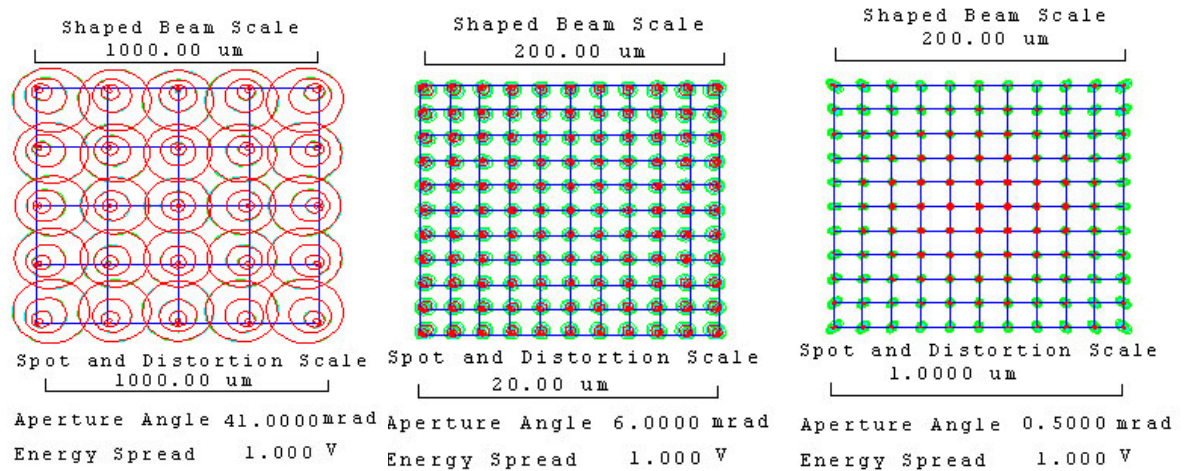 Shaped Beam Scale
1000.00 um
Spot and Distortion Scale
1000.00 um
Aperture Angle 41.0000 mrad
Energy Spread 1.000 V
Shaped Beam Scale
200.00 um
Spot and Distortion Scale
20.00 um
Aperture Angle 6.0000 mrad
Energy Spread 1.000 V
Shaped Beam Scale
200.00 um
Spot and Distortion Scale
1.0000 um
Aperture Angle 0.5000 mrad
Energy Spread 1.000 V